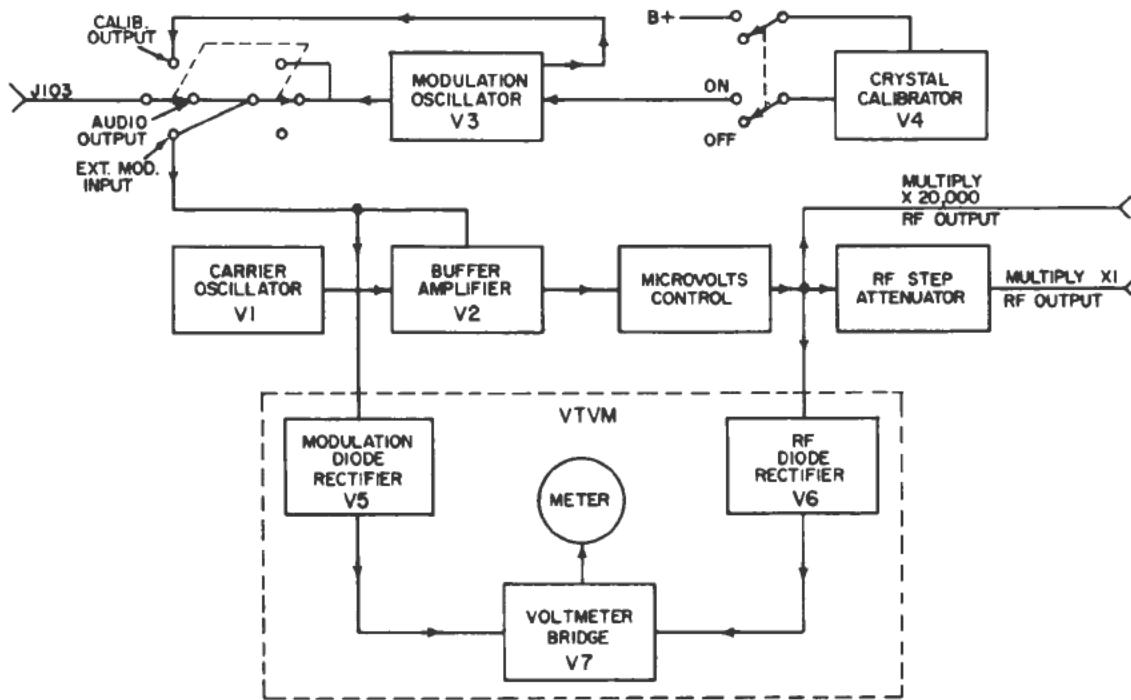 CALIB.
OUTPUT
J103
AUDIO
OUTPUT
EXT. MOD.
INPUT
MODULATION
OSCILLATOR
V3
B+
ON
OFF
CRYSTAL
CALIBRATOR
V4
MULTIPLY
X 20,000
RF OUTPUT
CARRIER
OSCILLATOR
V1
BUFFER
AMPLIFIER
V2
MICROVOLTS
CONTROL
RF STEP
ATTENUATOR
MULTIPLY X1
RF OUTPUT
VTVM
MODULATION
DIODE
RECTIFIER
V5
METER
RF
DIODE
RECTIFIER
V6
VOLTMETER
BRIDGE
V7